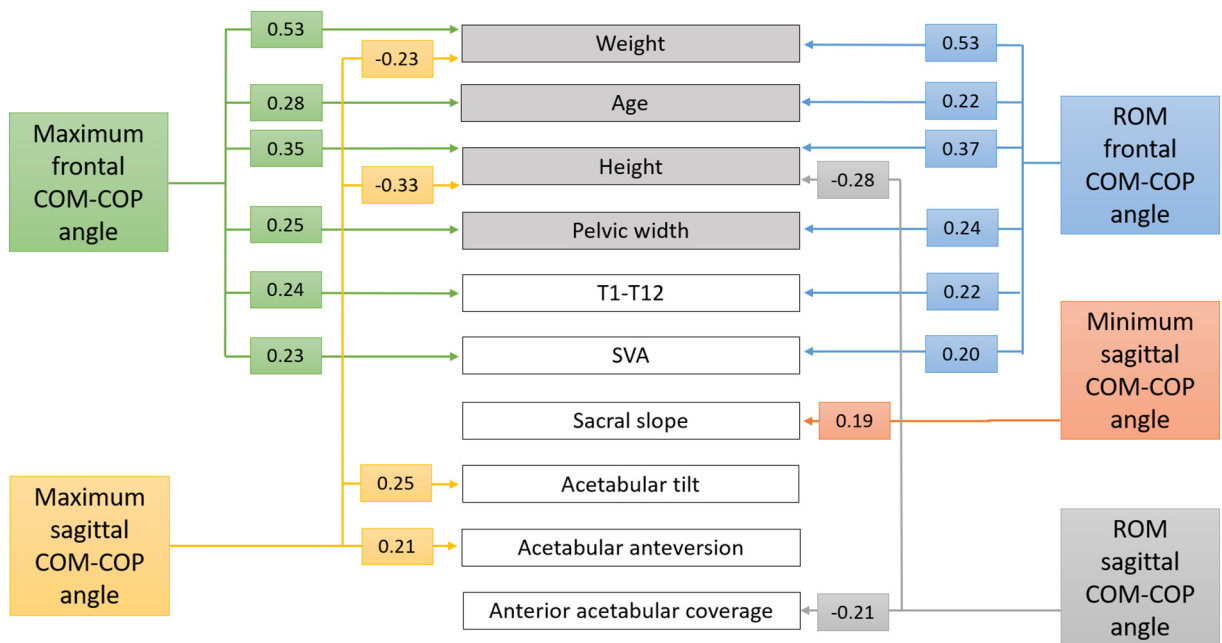 Maximum
frontal
COM-COP
angle
Maximum
sagittal
COM-COP
angle
0.53
-0.23
0.28
0.35
-0.33
0.25
0.24
0.23
0.25
0.21
Weight
Age
Height
Pelvic width
T1-T12
SVA
Sacral slope
Acetabular tilt
Acetabular anteversion
Anterior acetabular coverage
0.53
0.22
0.37
-0.28
0.24
0.22
0.20
0.19
-0.21
ROM
frontal
COM-COP
angle
Minimum
sagittal
COM-COP
angle
ROM
sagittal
COM-COP
angle